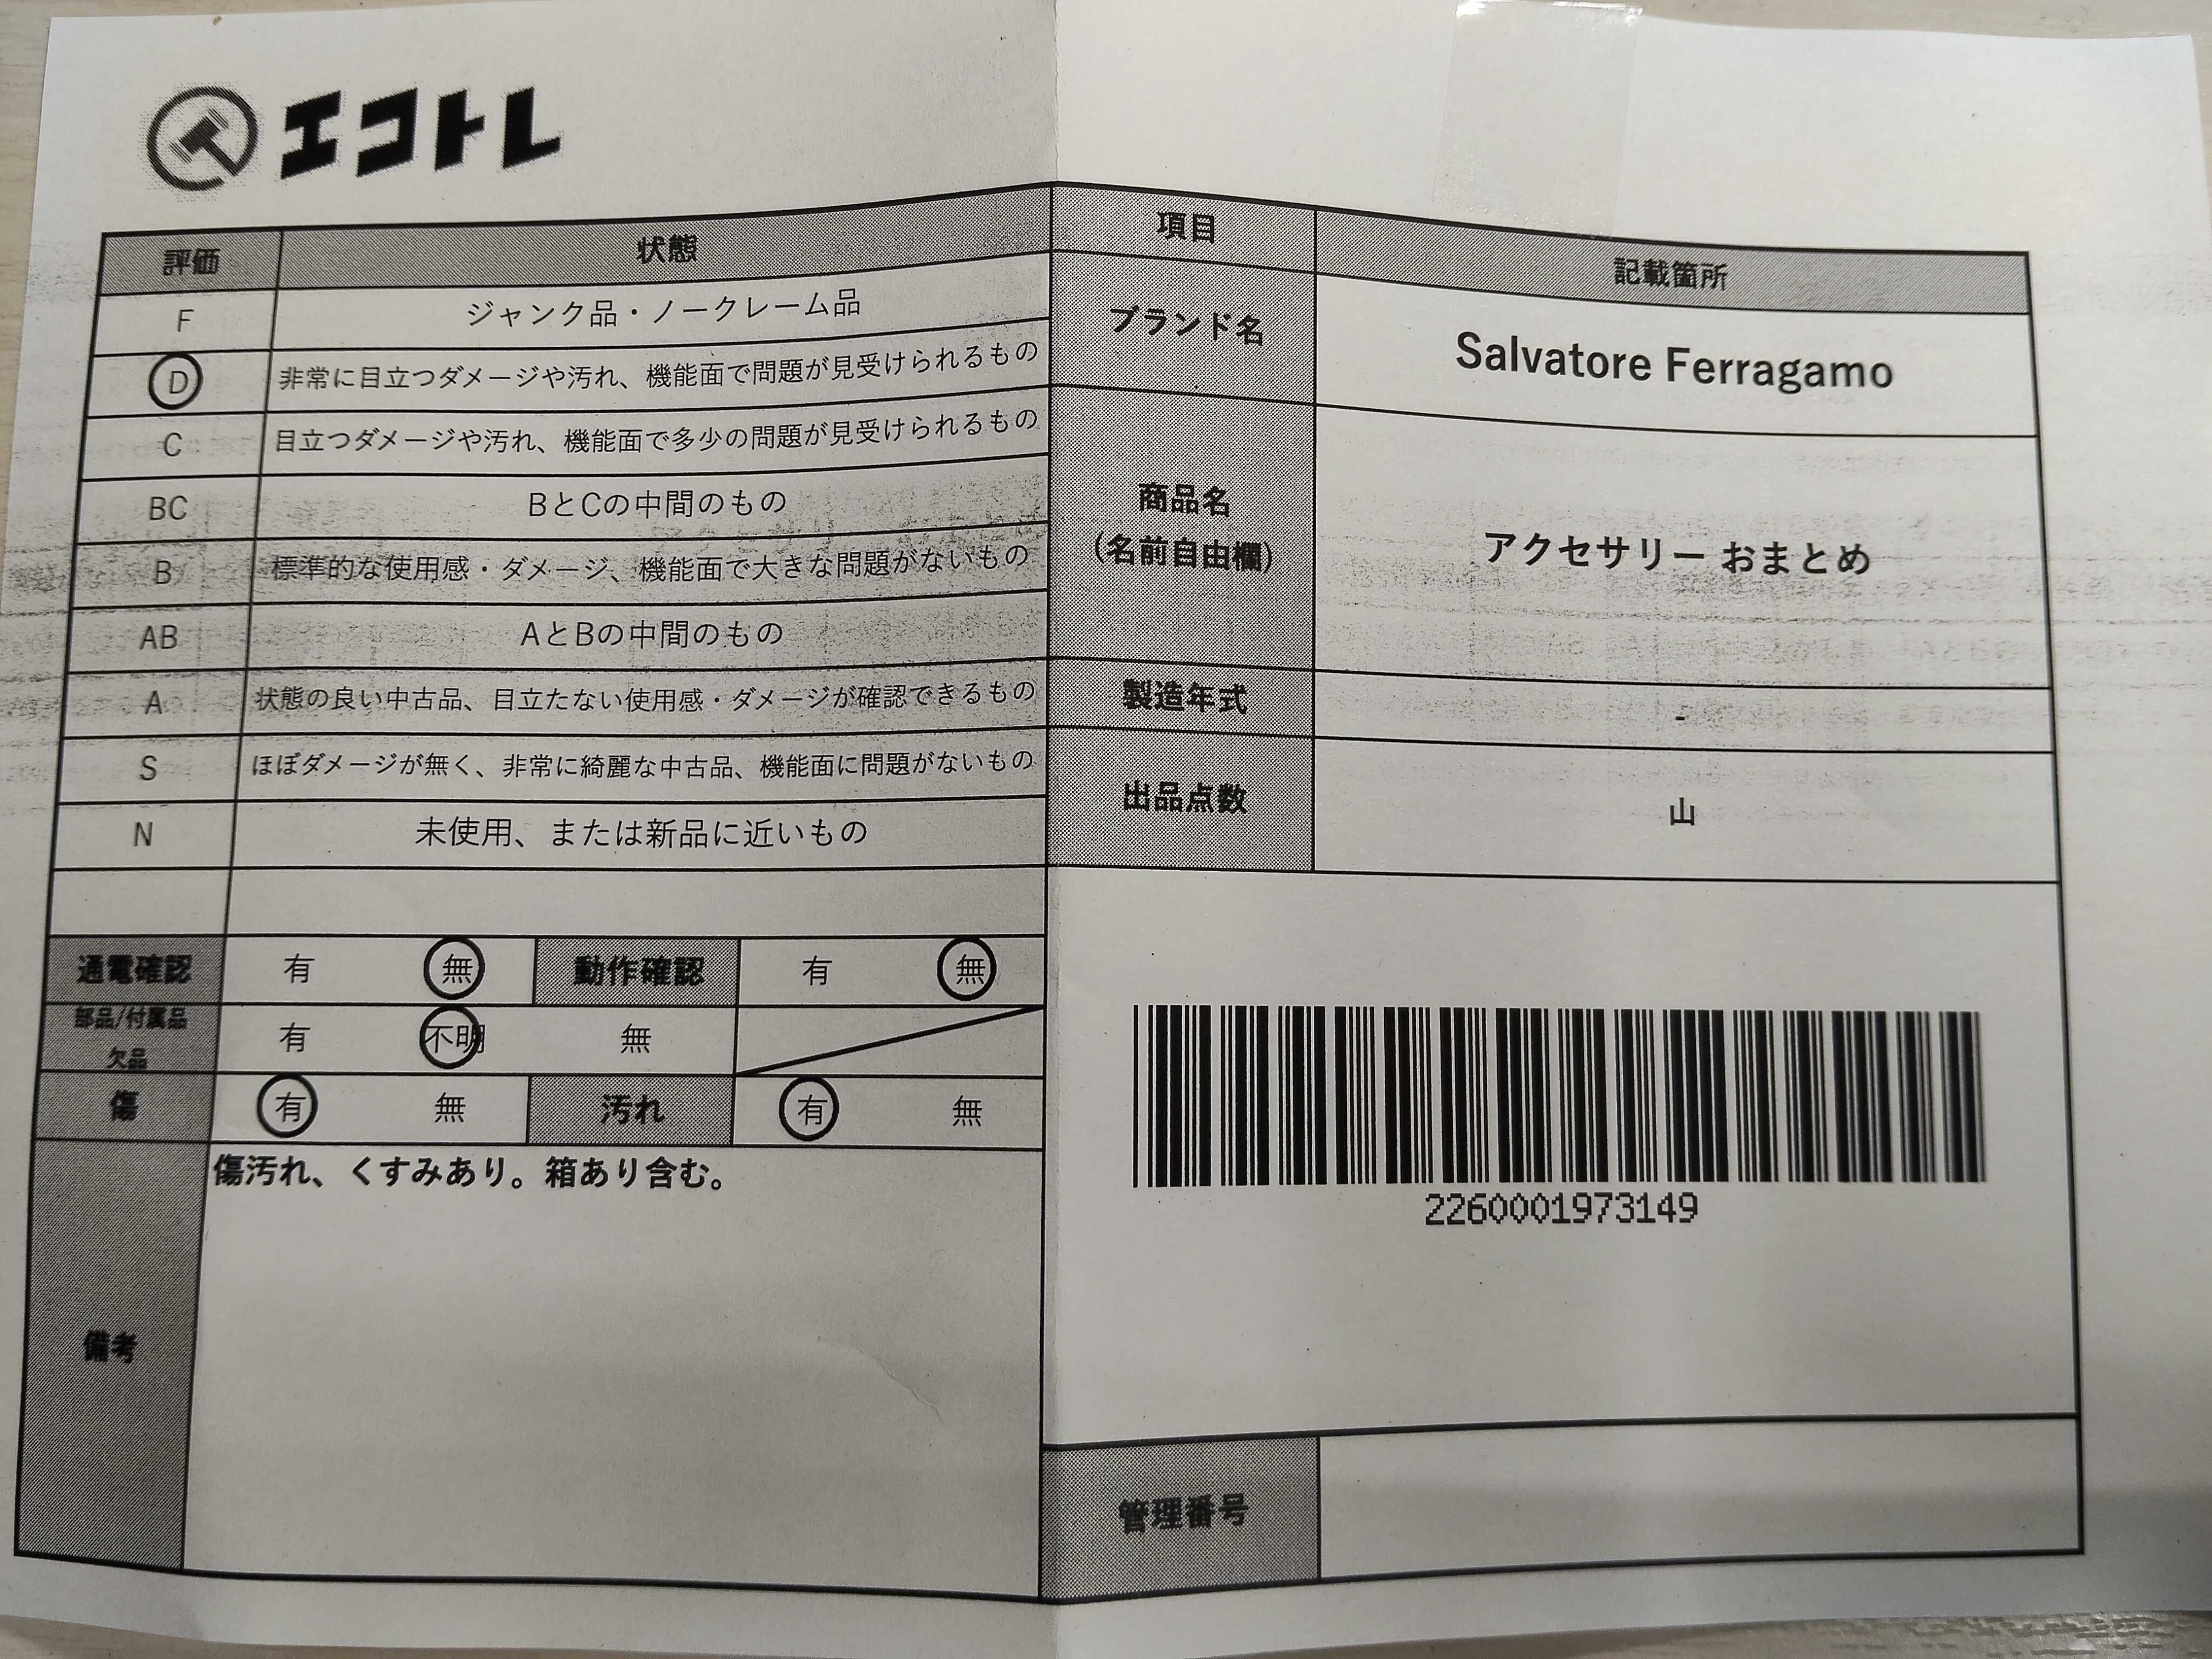 エコトレ
評価 状態
F ジャンク品・ノークレーム品
D 非常に目立つダメージや汚れ、機能面で問題が見受けられるもの
C 目立つダメージや汚れ、機能面で多少の問題が見受けられるもの
BC BとCの中間のもの
B 標準的な使用感・ダメージ、機能面で大きな問題がないもの
AB AとBの中間のもの
A 状態の良い中古品、目立たない使用感・ダメージが確認できるもの
S ほぼダメージが無く、非常に綺麗な中古品、機能面に問題がないもの
N 未使用、または新品に近いもの
通電確認 有 無 動作確認 有 無
部品/付属品
欠品 有 不明 無
傷 有 無 汚れ 有 無
備考 傷汚れ、くすみあり。箱あり含む。
項目 記載箇所
ブランド名 Salvatore Ferragamo
商品名
(名前自由欄) アクセサリー おまとめ
製造年式 -
出品点数 山
2260001973149
管理番号